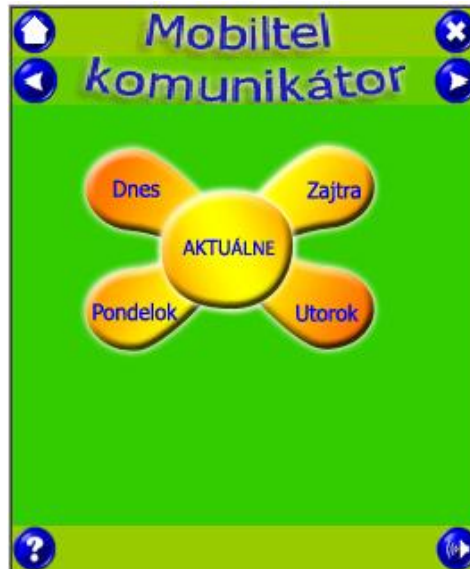 Mobiltel
komunikátor
Dnes
Zajtra
AKTUÁLNE
Pondelok
Utorok
?